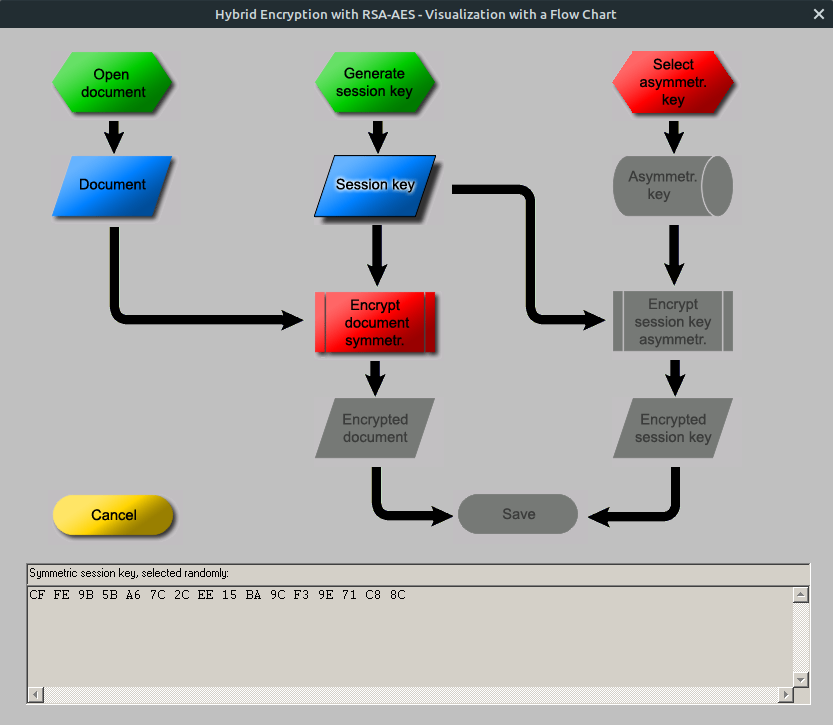 Hybrid Encryption with RSA-AES - Visualization with a Flow Chart
Open
document
Generate
session key
Select
asymmetr.
key
Document
Session key
Asymmetr.
key
Encrypt
document
symmetr.
Encrypt
session key
asymmetr.
Encrypted
document
Encrypted
session key
Cancel
Save
Symmetric session key, selected randomly:
CF FE 9B 5B A6 7C 2C EE 15 BA 9C F3 9E 71 C8 8C